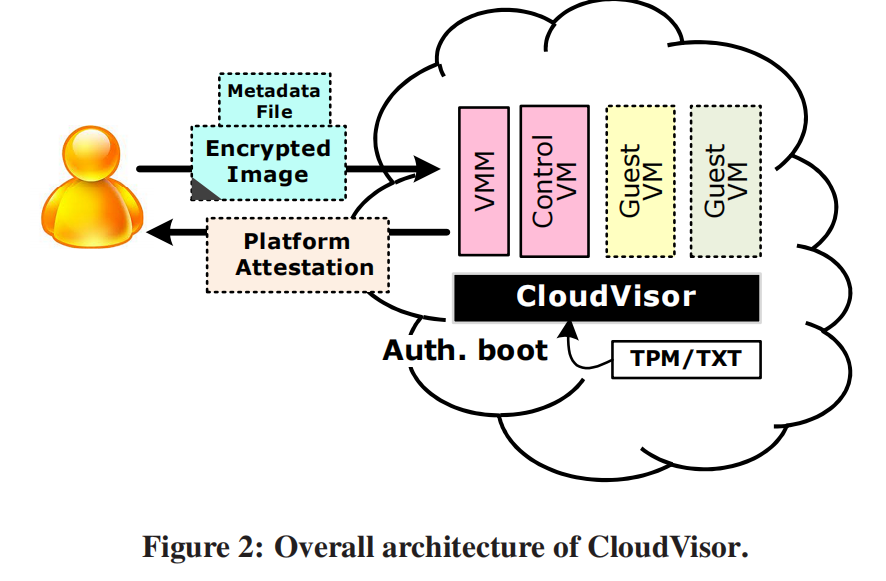 Metadata
File
Encrypted
Image
Platform
Attestation
VMM
Control
VM
Guest
VM
Guest
VM
CloudVisor
Auth. boot
TPM/TXT
Figure 2: Overall architecture of CloudVisor.